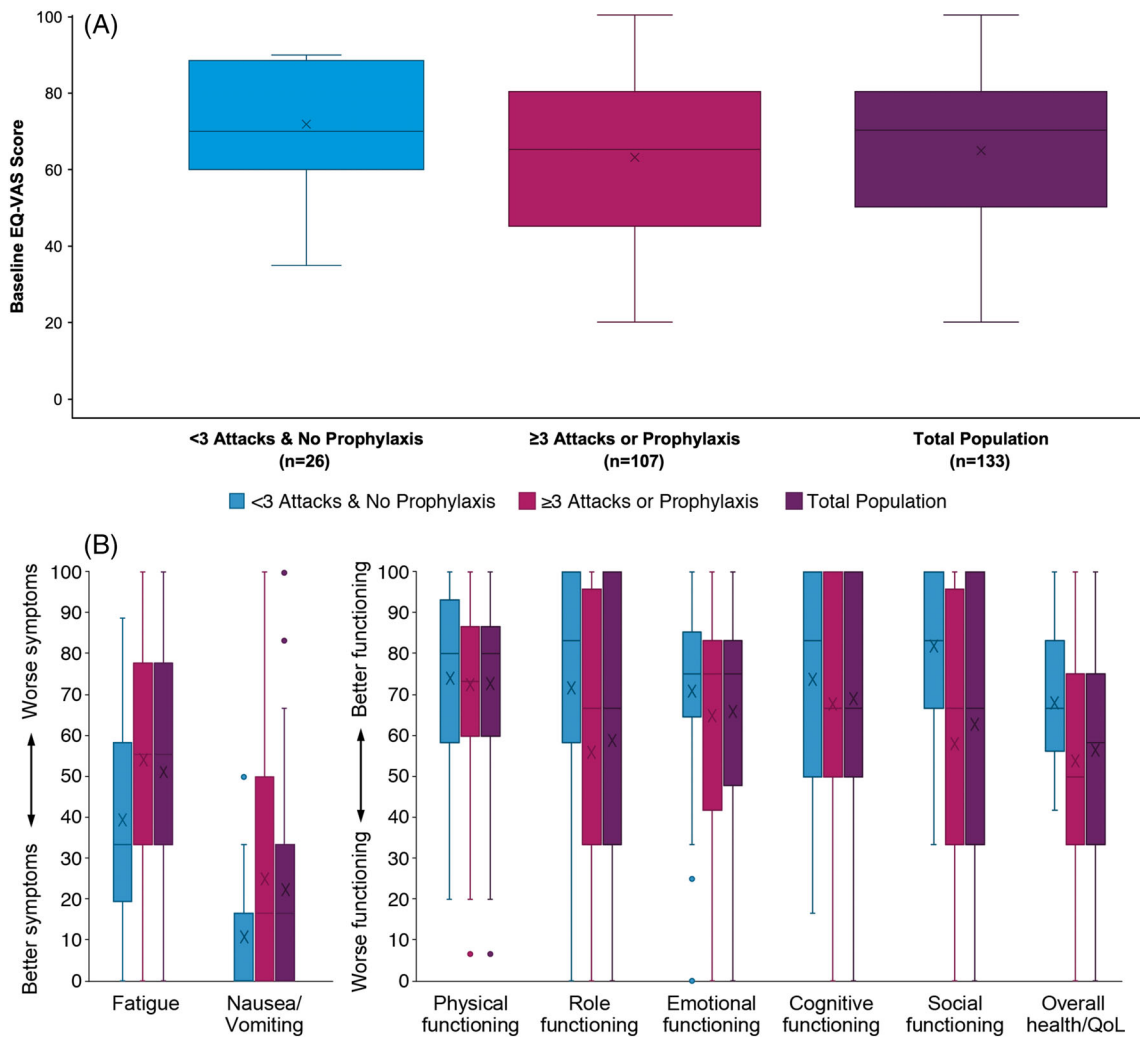 (A)
Baseline EQ-VAS Score
100
80
60
40
20
0
<3 Attacks & No Prophylaxis
(n=26)
≥3 Attacks or Prophylaxis
(n=107)
Total Population
(n=133)
<3 Attacks & No Prophylaxis
≥3 Attacks or Prophylaxis
Total Population
(B)
Better symptoms
Worse symptoms
100
90
80
70
60
50
40
30
20
10
0
Fatigue
Nausea/
Vomiting
Worse functioning
Better functioning
100
90
80
70
60
50
40
30
20
10
0
Physical
functioning
Role
functioning
Emotional
functioning
Cognitive
functioning
Social
functioning
Overall
health/QoL